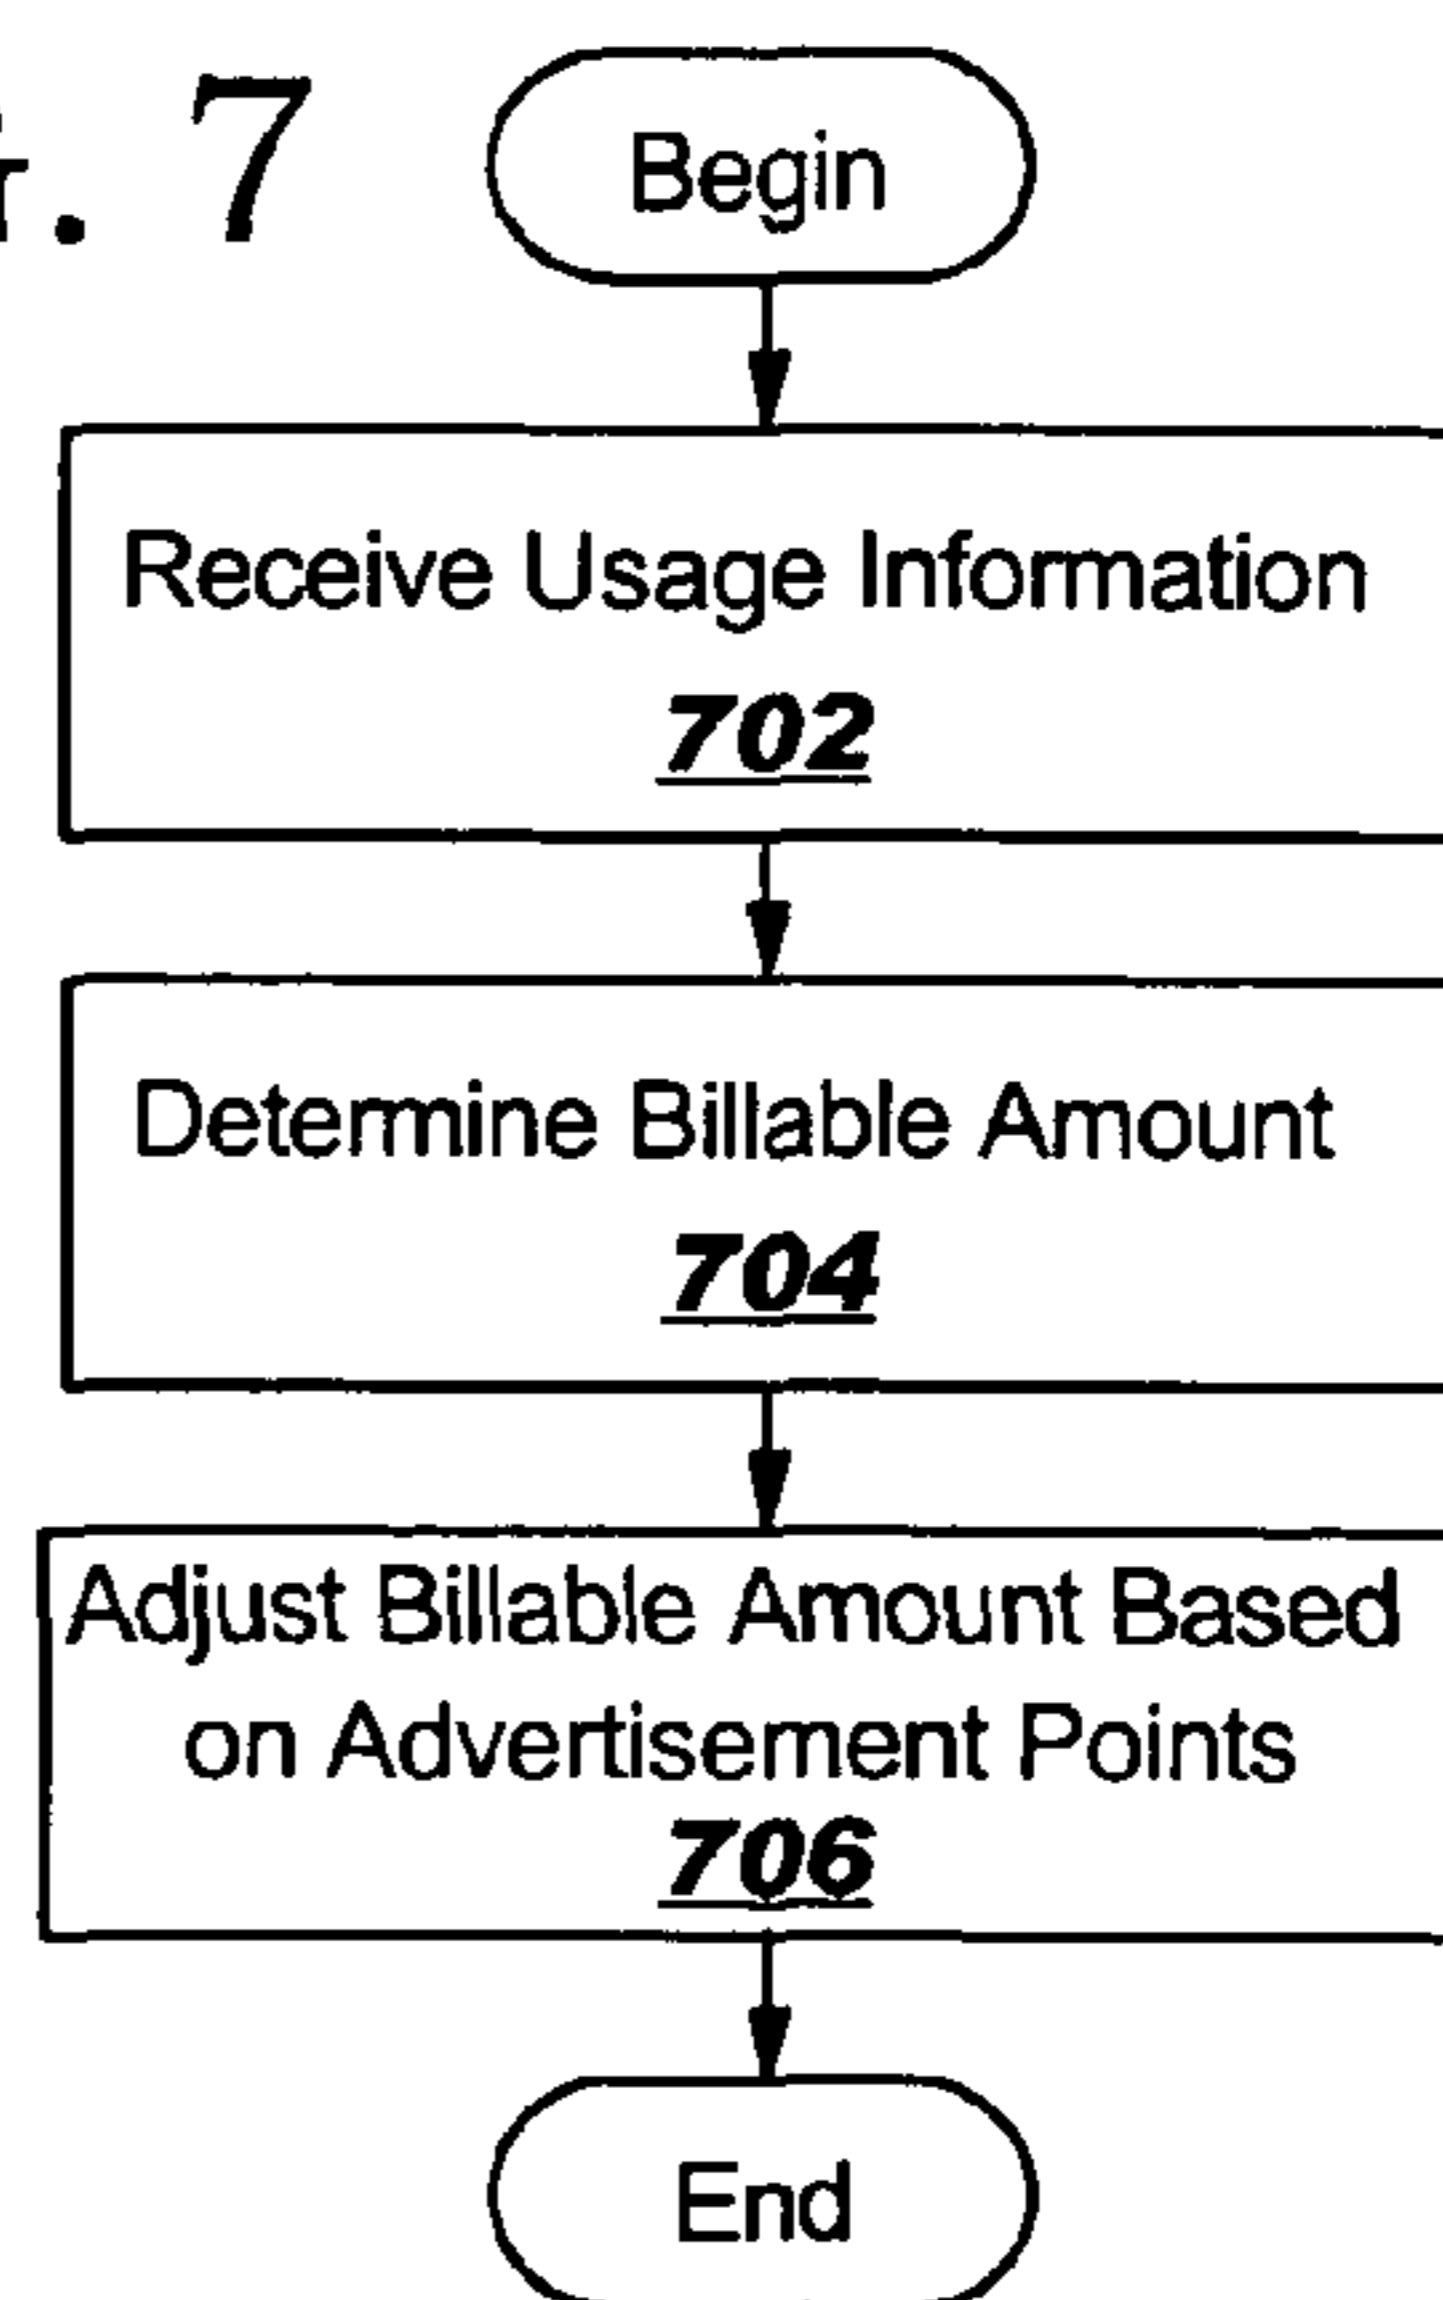 . 7
Begin
Receive Usage Information
702
Determine Billable Amount
704
Adjust Billable Amount Based
on Advertisement Points
706
End